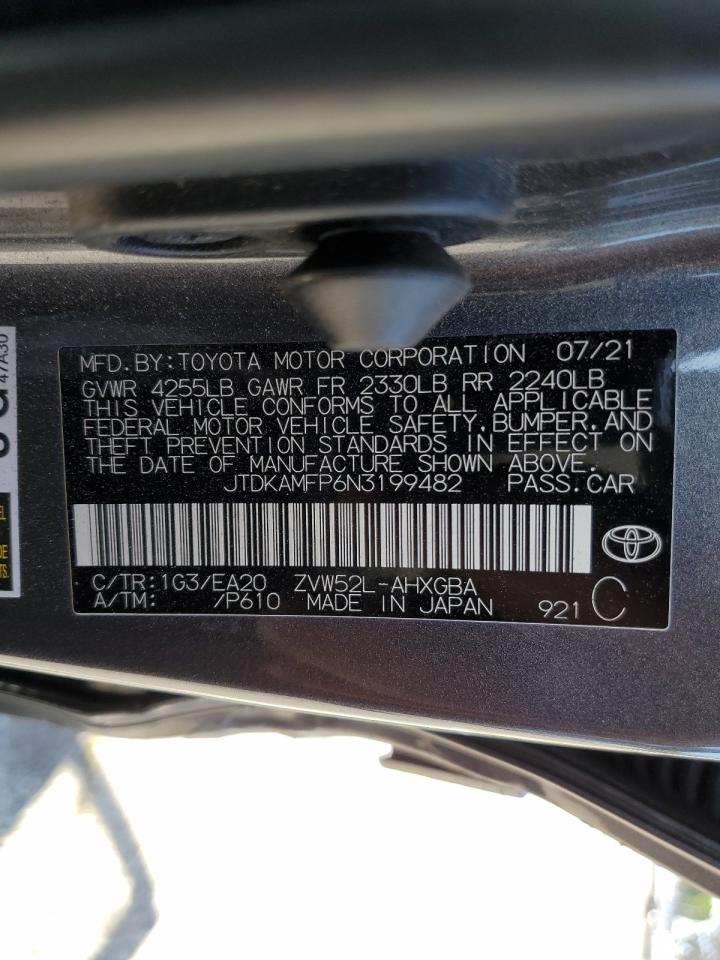 MFD.BY:TOYOTA MOTOR CORPORATION 07/21
GVWR 4255LB GAWR FR 2330LB RR 2240LB
THIS VEHICLE CONFORMS TO ALL APPLICABLE
FEDERAL MOTOR VEHICLE SAFETY,BUMPER,AND
THEFT PREVENTION STANDARDS IN EFFECT ON
THE DATE OF MANUFACTURE SHOWN ABOVE.
JTDKAMFP6N3199482 PASS.CAR
C/TR:1G3/EA20 ZVW52L-AHXGBA
A/TM: /P610 MADE IN JAPAN 921 C
47A30